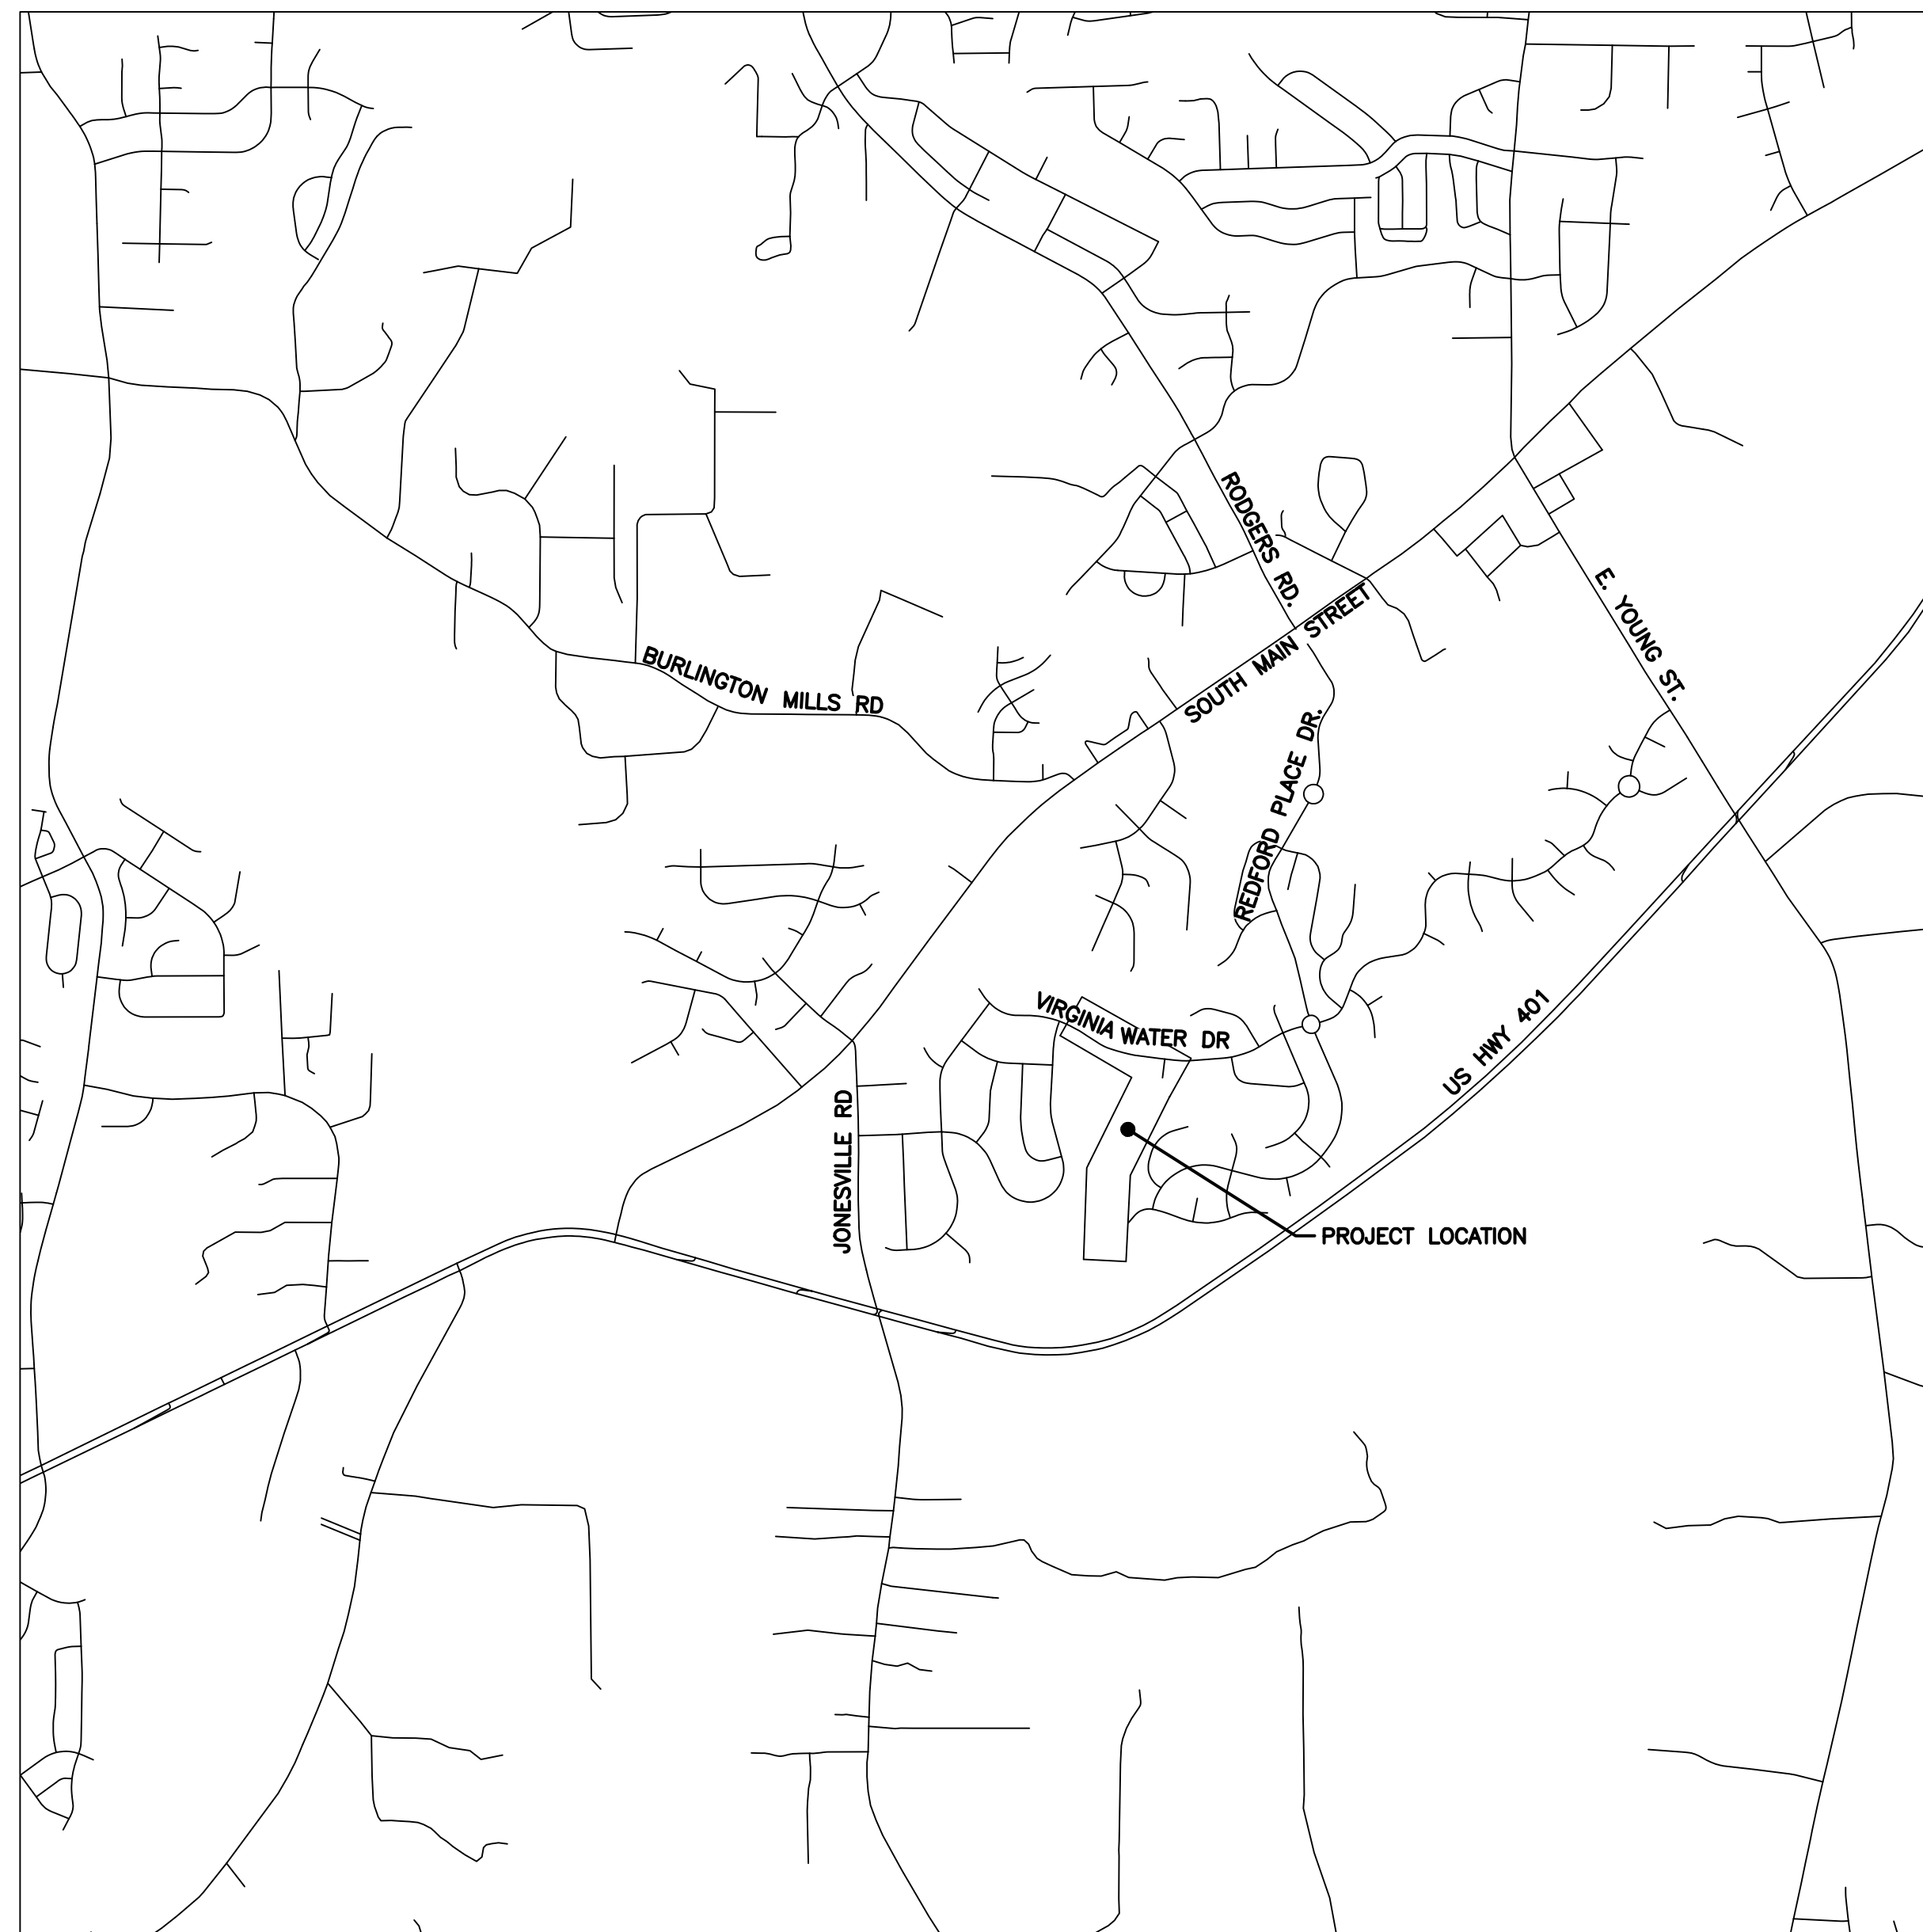 RODGERS RD.
E. YOUNG ST.
SOUTH MAIN STREET
BURLINGTON MILLS RD
REDFORD PLACE DR.
VIRGINIA WATER DR
US HWY 401
JONESVILLE RD
PROJECT LOCATION